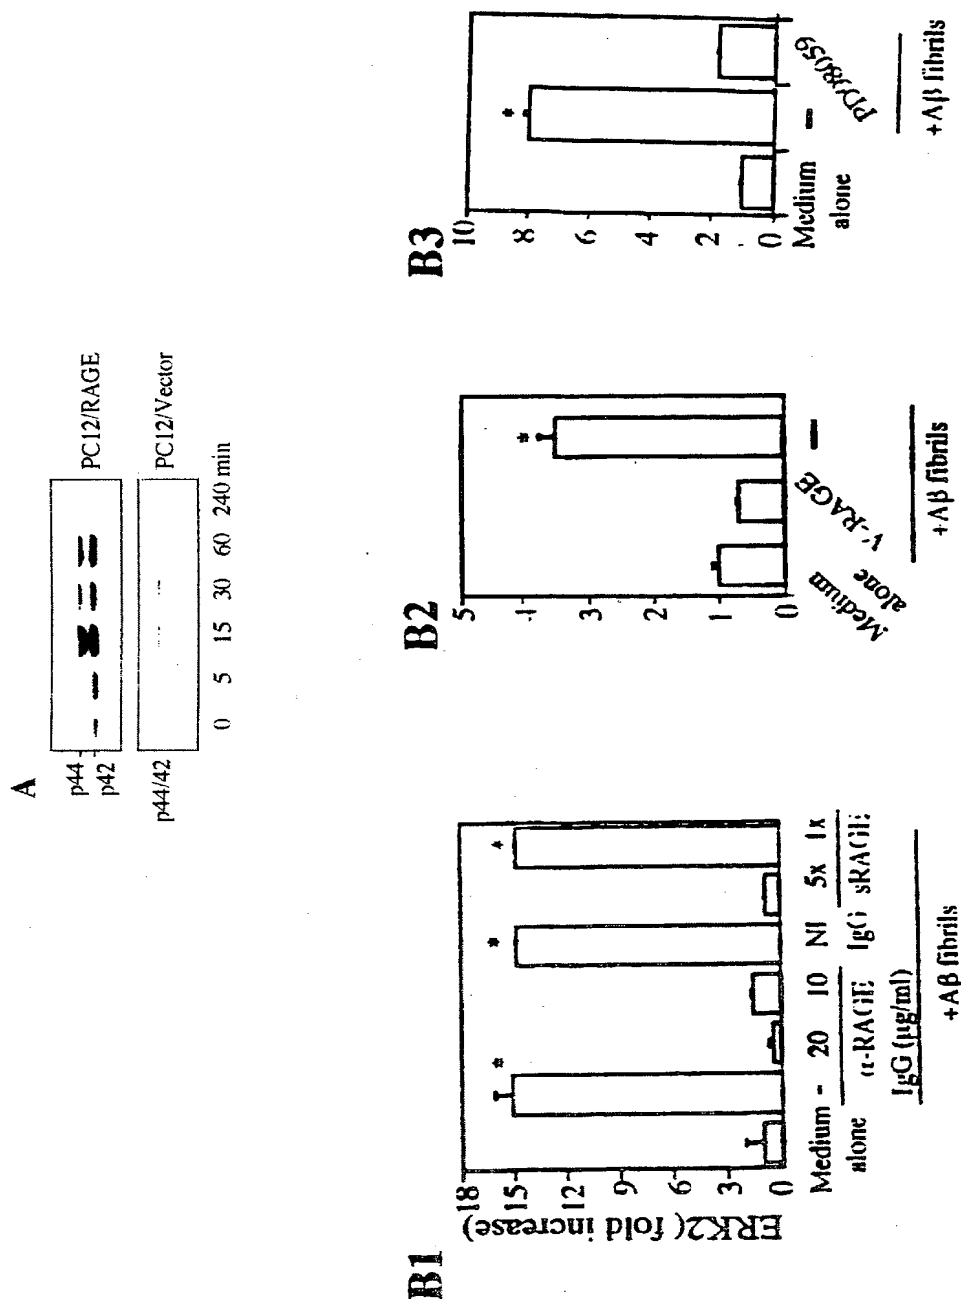 A
p44
p42
PC12/RAGE
p44/42
PC12/Vector
0 5 15 30 60 240 min
B1
ERK2 (fold increase)
18
15
12
9
6
3
0
* * *
Medium alone
-
20 10
α-RAGE
IgG (µg/ml)
NI IgG
5x 1x
sRAGE
+Aβ fibrils
B2
5
4
3
2
1
0
*
Medium alone
V-RAGE
–
+Aβ fibrils
B3
10
8
6
4
2
0
*
Medium alone
–
PD98059
+Aβ fibrils